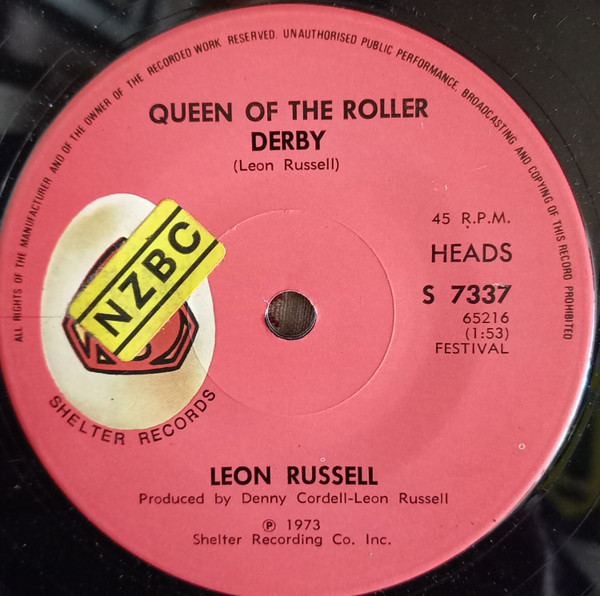 ALL RIGHTS OF THE MANUFACTURER AND OF THE OWNER OF THE RECORDED WORK RESERVED. UNAUTHORISED PUBLIC PERFORMANCE, BROADCASTING AND COPYING OF THIS RECORD PROHIBITED
QUEEN OF THE ROLLER
DERBY
(Leon Russell)
45 R.P.M.
HEADS
S 7337
65216
(1:53)
FESTIVAL
NZBC
SHELTER RECORDS
LEON RUSSELL
Produced by Denny Cordell-Leon Russell
℗ 1973
Shelter Recording Co. Inc.